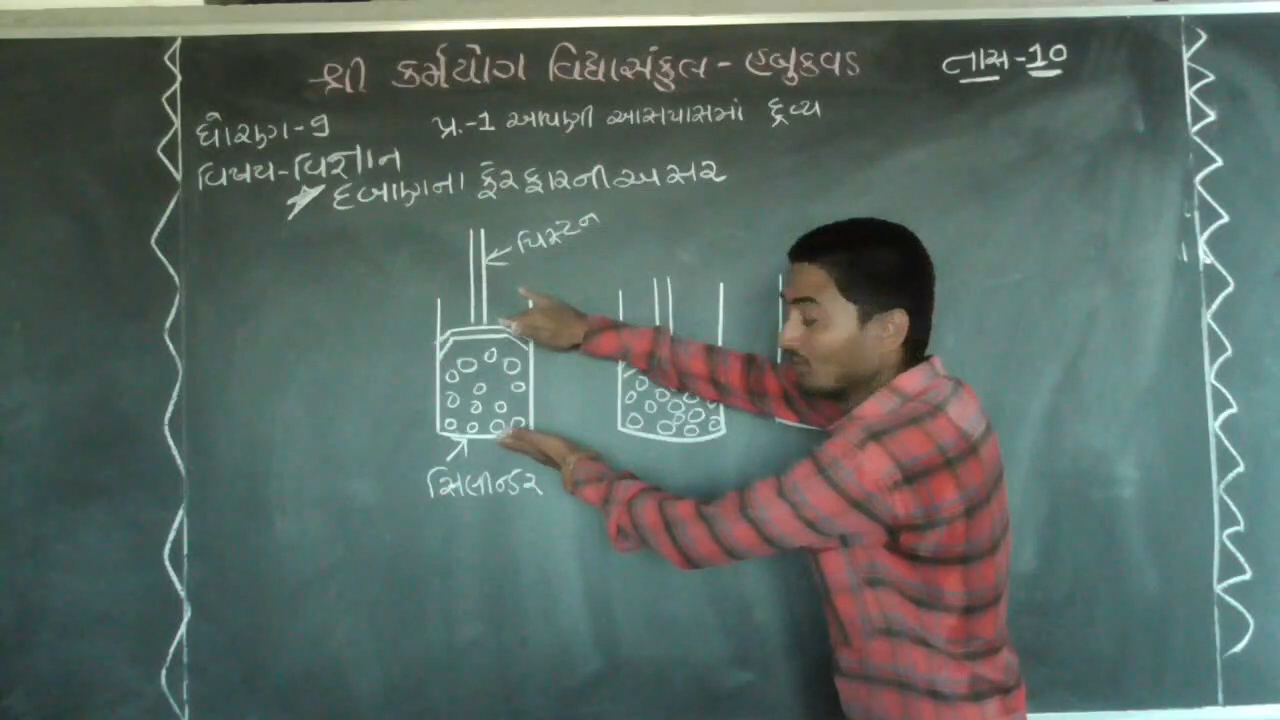 શ્રી કર્મયોગ વિદ્યાસંકુલ - હબુકવડ
તાસ - 10
ધોરણ - 9
પ્ર.-1 આપણી આસપાસમાં દ્રવ્ય
વિષય - વિજ્ઞાન
દબાણના ફેરફારની અસર
પિસ્ટન
સિલીન્ડર